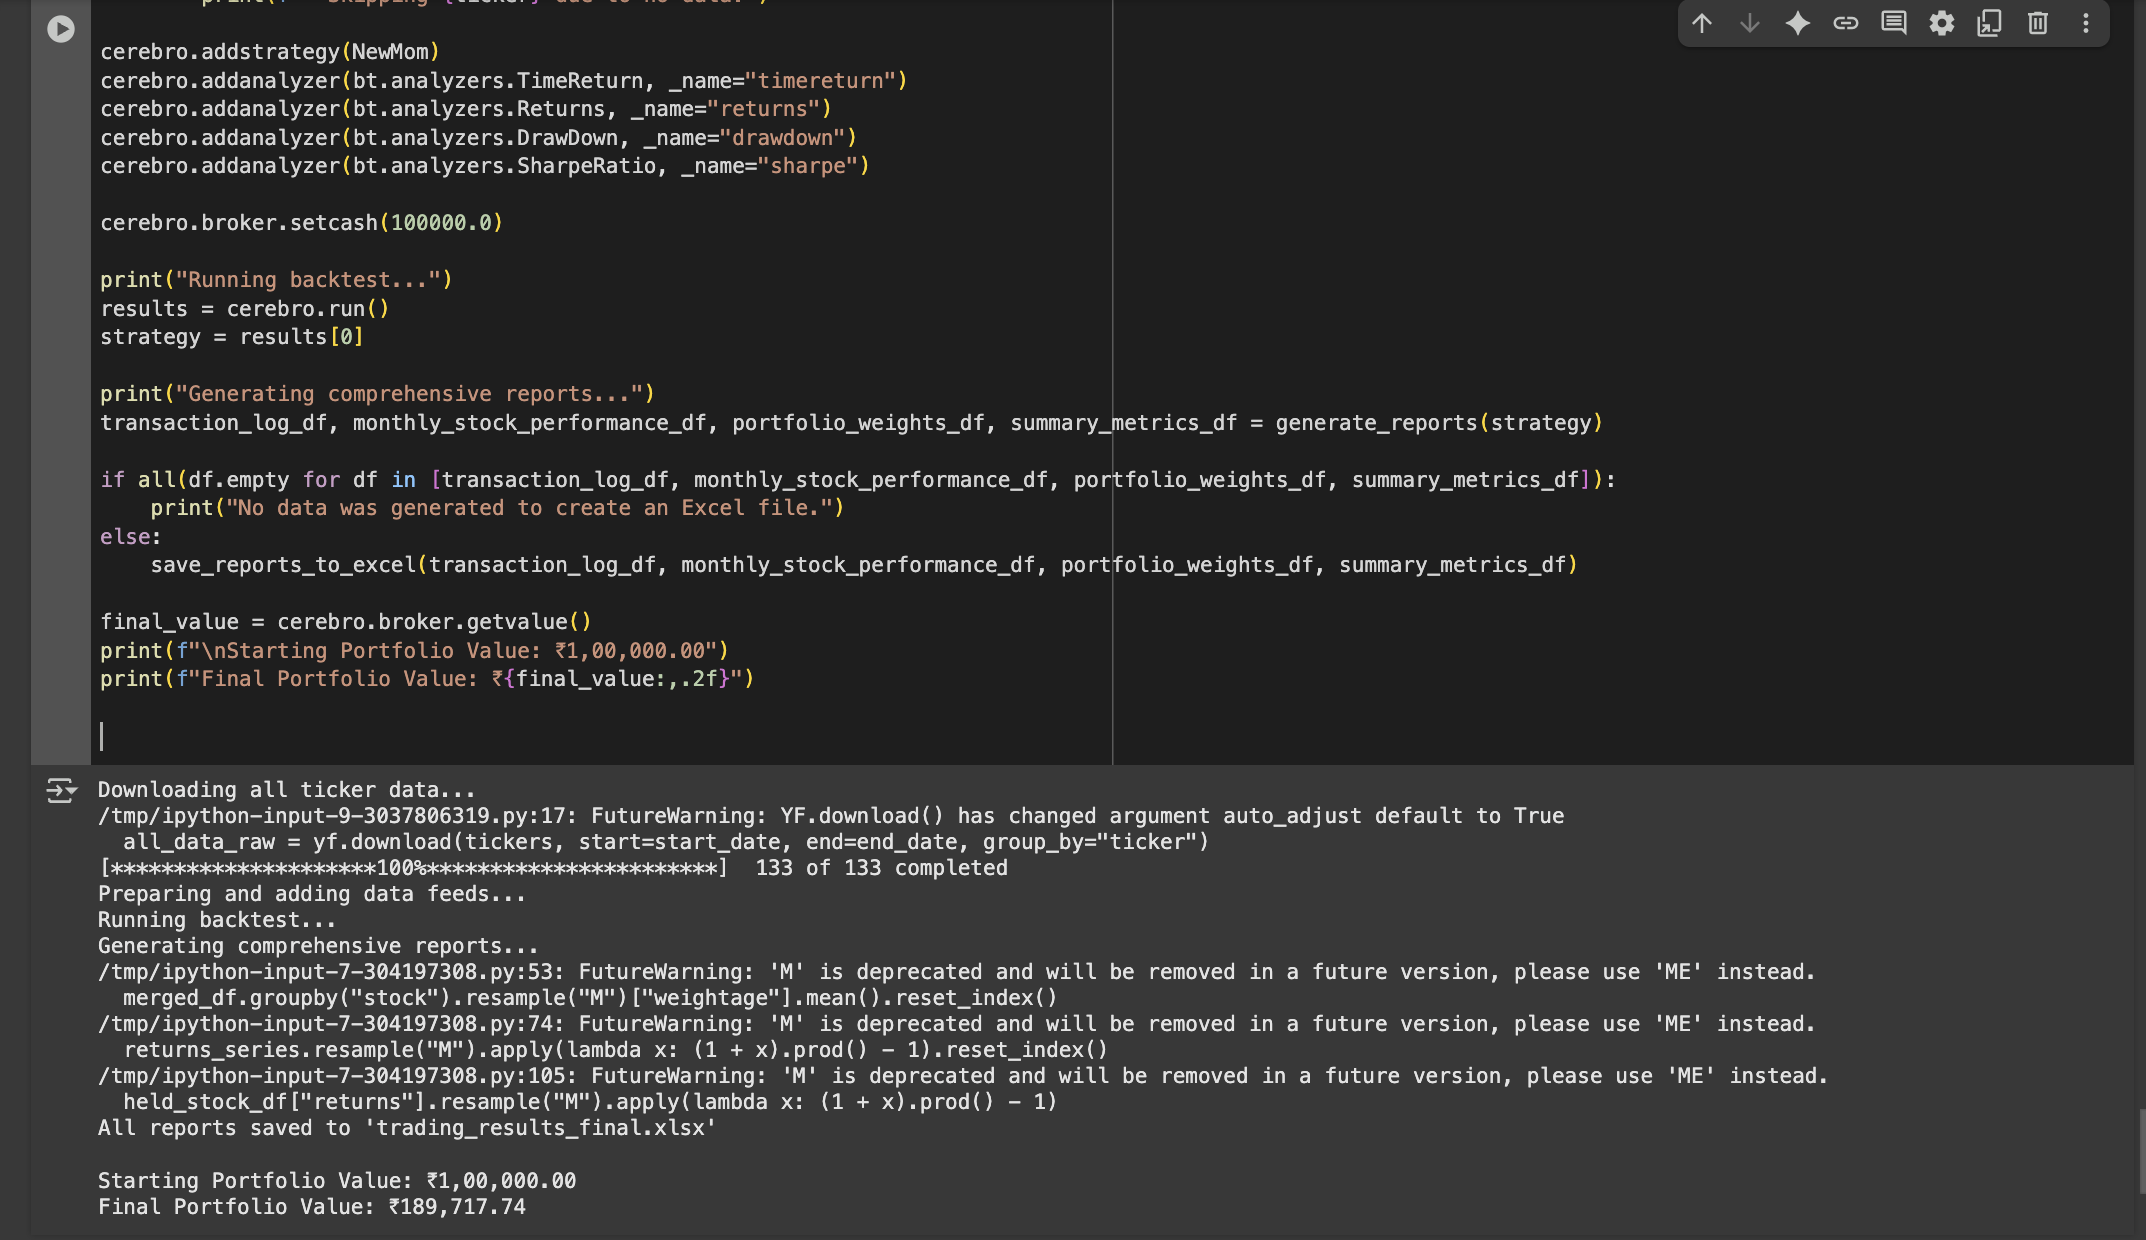 cerebro.addstrategy(NewMom)
cerebro.addanalyzer(bt.analyzers.TimeReturn, _name="timereturn")
cerebro.addanalyzer(bt.analyzers.Returns, _name="returns")
cerebro.addanalyzer(bt.analyzers.DrawDown, _name="drawdown")
cerebro.addanalyzer(bt.analyzers.SharpeRatio, _name="sharpe")

cerebro.broker.setcash(100000.0)

print("Running backtest...")
results = cerebro.run()
strategy = results[0]

print("Generating comprehensive reports...")
transaction_log_df, monthly_stock_performance_df, portfolio_weights_df, summary_metrics_df = generate_reports(strategy)

if all(df.empty for df in [transaction_log_df, monthly_stock_performance_df, portfolio_weights_df, summary_metrics_df]):
    print("No data was generated to create an Excel file.")
else:
    save_reports_to_excel(transaction_log_df, monthly_stock_performance_df, portfolio_weights_df, summary_metrics_df)

final_value = cerebro.broker.getvalue()
print(f"\nStarting Portfolio Value: ₹1,00,000.00")
print(f"Final Portfolio Value: ₹{final_value:,.2f}")

Downloading all ticker data...
/tmp/ipython-input-9-3037806319.py:17: FutureWarning: YF.download() has changed argument auto_adjust default to True
  all_data_raw = yf.download(tickers, start=start_date, end=end_date, group_by="ticker")
[*********************100%***********************]  133 of 133 completed
Preparing and adding data feeds...
Running backtest...
Generating comprehensive reports...
/tmp/ipython-input-7-304197308.py:53: FutureWarning: 'M' is deprecated and will be removed in a future version, please use 'ME' instead.
  merged_df.groupby("stock").resample("M")["weightage"].mean().reset_index()
/tmp/ipython-input-7-304197308.py:74: FutureWarning: 'M' is deprecated and will be removed in a future version, please use 'ME' instead.
  returns_series.resample("M").apply(lambda x: (1 + x).prod() - 1).reset_index()
/tmp/ipython-input-7-304197308.py:105: FutureWarning: 'M' is deprecated and will be removed in a future version, please use 'ME' instead.
  held_stock_df["returns"].resample("M").apply(lambda x: (1 + x).prod() - 1)
All reports saved to 'trading_results_final.xlsx'

Starting Portfolio Value: ₹1,00,000.00
Final Portfolio Value: ₹189,717.74